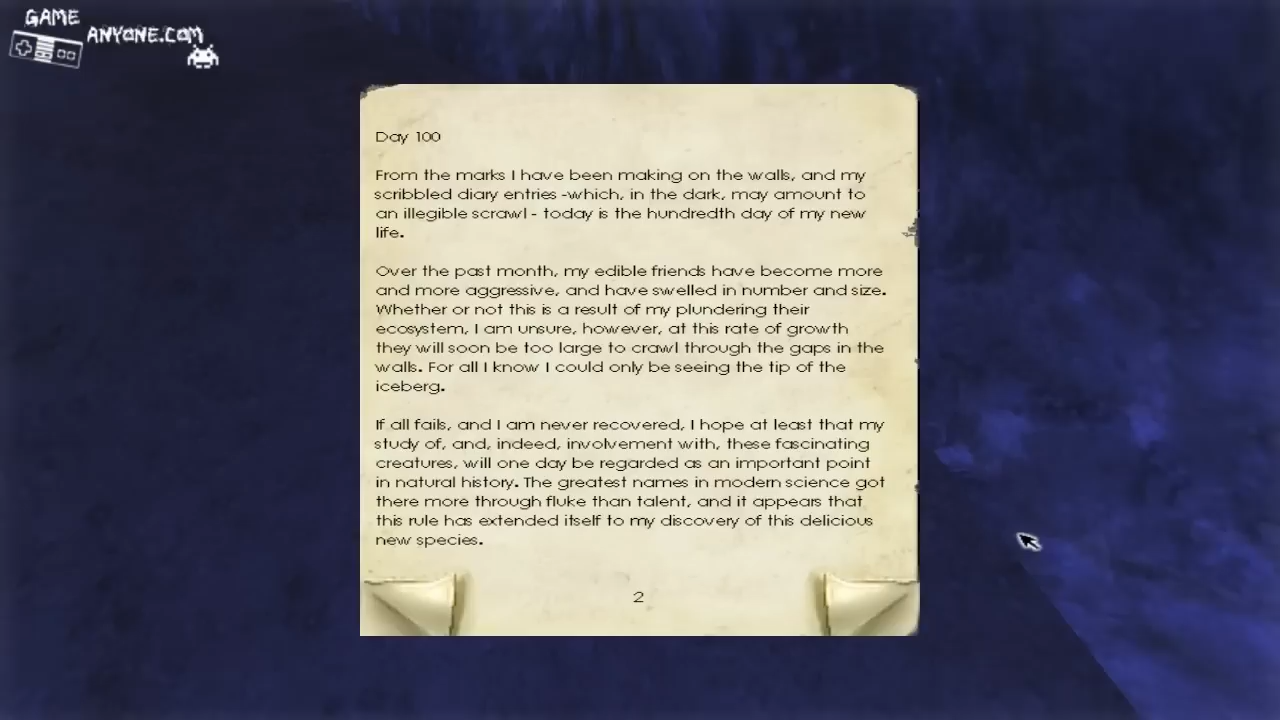 GAME
ANYONE.COM
Day 100
From the marks I have been making on the walls, and my
scribbled diary entries -which, in the dark, may amount to
an illegible scrawl - today is the hundredth day of my new
life.
Over the past month, my edible friends have become more
and more aggressive, and have swelled in number and size.
Whether or not this is a result of my plundering their
ecosystem, I am unsure, however, at this rate of growth
they will soon be too large to crawl through the gaps in the
walls. For all I know I could only be seeing the tip of the
iceberg.
If all fails, and I am never recovered, I hope at least that my
study of, and, indeed, involvement with, these fascinating
creatures, will one day be regarded as an important point
in natural history. The greatest names in modern science got
there more through fluke than talent, and it appears that
this rule has extended itself to my discovery of this delicious
new species.
2